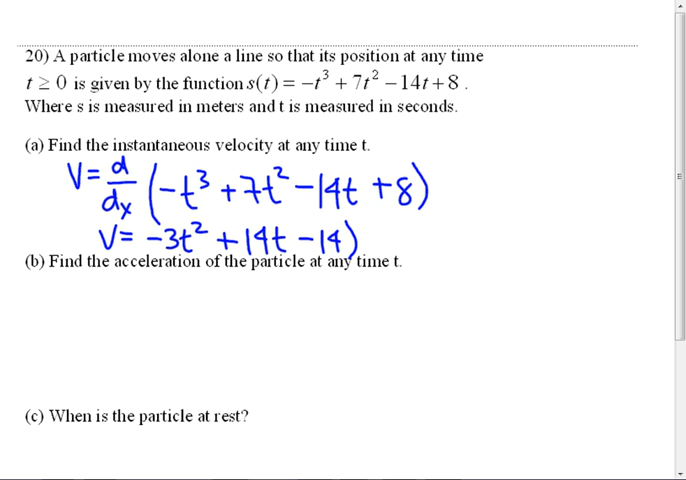 20) A particle moves alone a line so that its position at any time
t ≥ 0 is given by the function s(t) = −t³ + 7t² − 14t + 8 .
Where s is measured in meters and t is measured in seconds.
(a) Find the instantaneous velocity at any time t.
V = d/dx (−t³ + 7t² − 14t + 8)
V = −3t² + 14t − 14)
(b) Find the acceleration of the particle at any time t.
(c) When is the particle at rest?